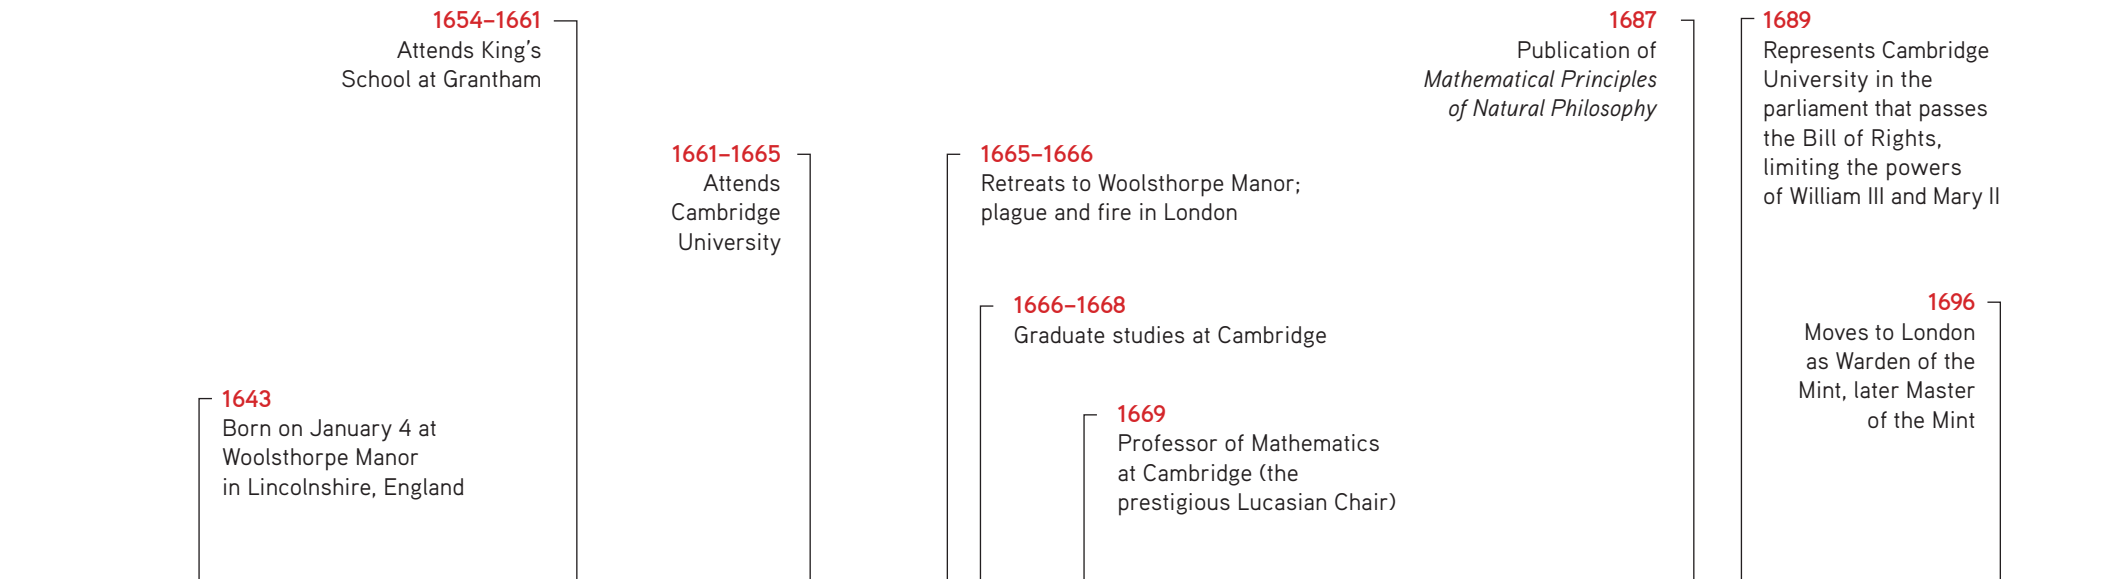 1654–1661
Attends King’s
School at Grantham
1687
Publication of
Mathematical Principles
of Natural Philosophy
1689
Represents Cambridge
University in the
parliament that passes
the Bill of Rights,
limiting the powers
of William III and Mary II
1661–1665
Attends
Cambridge
University
1665–1666
Retreats to Woolsthorpe Manor;
plague and fire in London
1666–1668
Graduate studies at Cambridge
1696
Moves to London
as Warden of the
Mint, later Master
of the Mint
1643
Born on January 4 at
Woolsthorpe Manor
in Lincolnshire, England
1669
Professor of Mathematics
at Cambridge (the
prestigious Lucasian Chair)